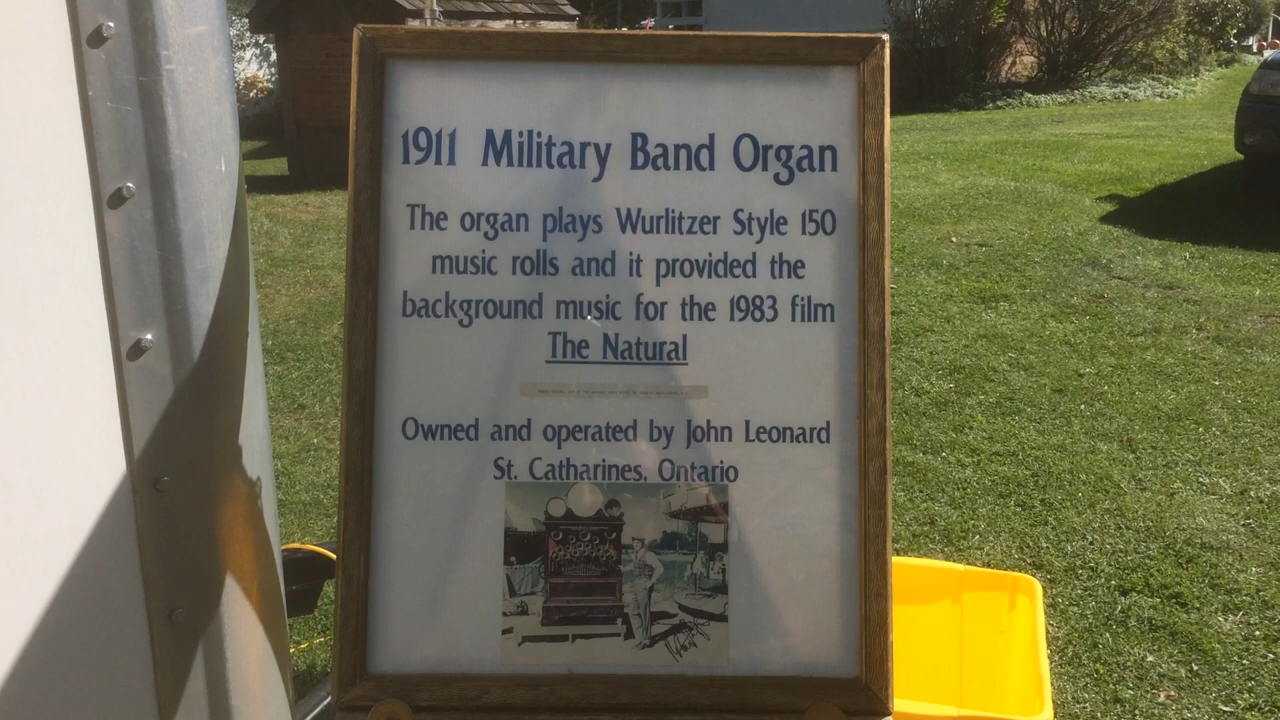 1911 Military Band Organ
The organ plays Wurlitzer Style 150
music rolls and it provided the
background music for the 1983 film
The Natural
Owned and operated by John Leonard
St. Catharines, Ontario